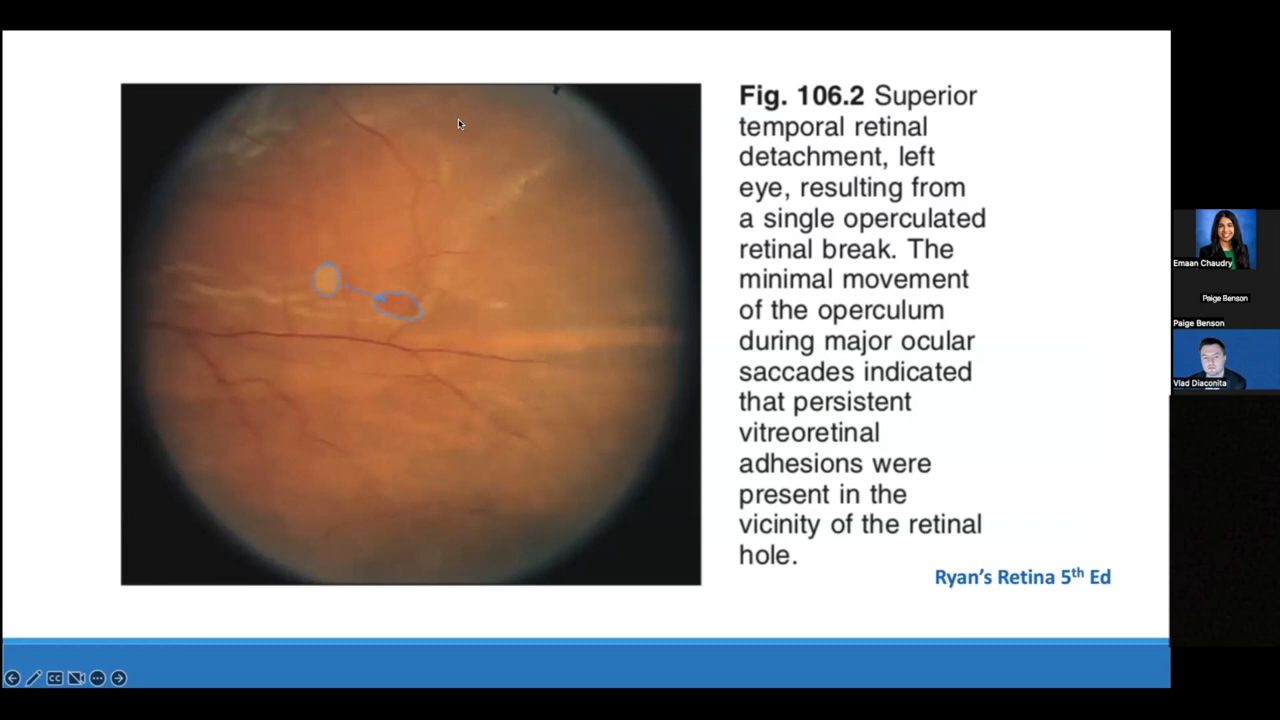 Fig. 106.2 Superior
temporal retinal
detachment, left
eye, resulting from
a single operculated
retinal break. The
minimal movement
of the operculum
during major ocular
saccades indicated
that persistent
vitreoretinal
adhesions were
present in the
vicinity of the retinal
hole.
Ryan's Retina 5th Ed
Emaan Chaudry
Paige Benson
Paige Benson
Vlad Diaconita
CC